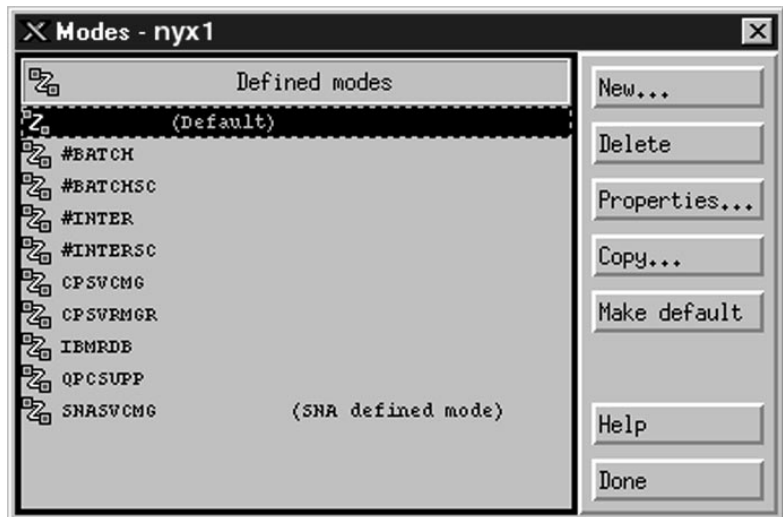 Modes - nyx1
Defined modes
(Default)
#BATCH
#BATCHSC
#INTER
#INTERSC
CPSVCMG
CPSVRMGR
IBMRDB
QPCSUPP
SNASVCMG (SNA defined mode)
New...
Delete
Properties...
Copy...
Make default
Help
Done